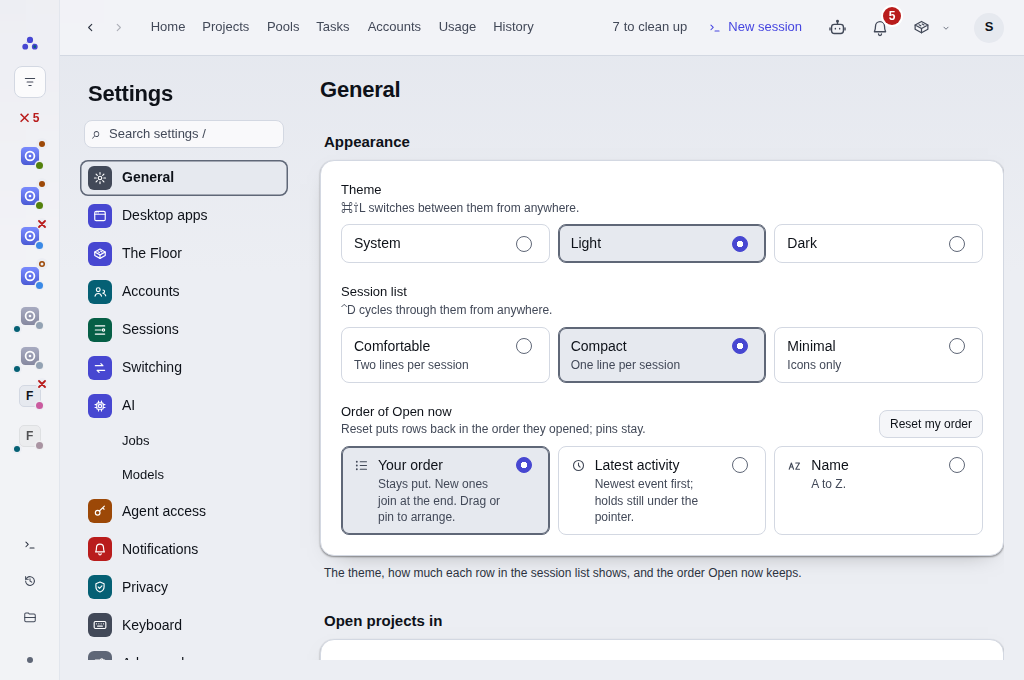 Home Projects Pools Tasks Accounts Usage History 7 to clean up New session 5 S
5
F
F
Settings
Search settings /
General
Desktop apps
The Floor
Accounts
Sessions
Switching
AI
Jobs
Models
Agent access
Notifications
Privacy
Keyboard
General
Appearance
Theme
⌘⇧L switches between them from anywhere.
System Light Dark
Session list
^D cycles through them from anywhere.
Comfortable Compact Minimal
Two lines per session One line per session Icons only
Order of Open now
Reset puts rows back in the order they opened; pins stay.
Reset my order
Your order Latest activity AZ Name
Stays put. New ones Newest event first; A to Z.
join at the end. Drag or holds still under the
pin to arrange. pointer.
The theme, how much each row in the session list shows, and the order Open now keeps.
Open projects in